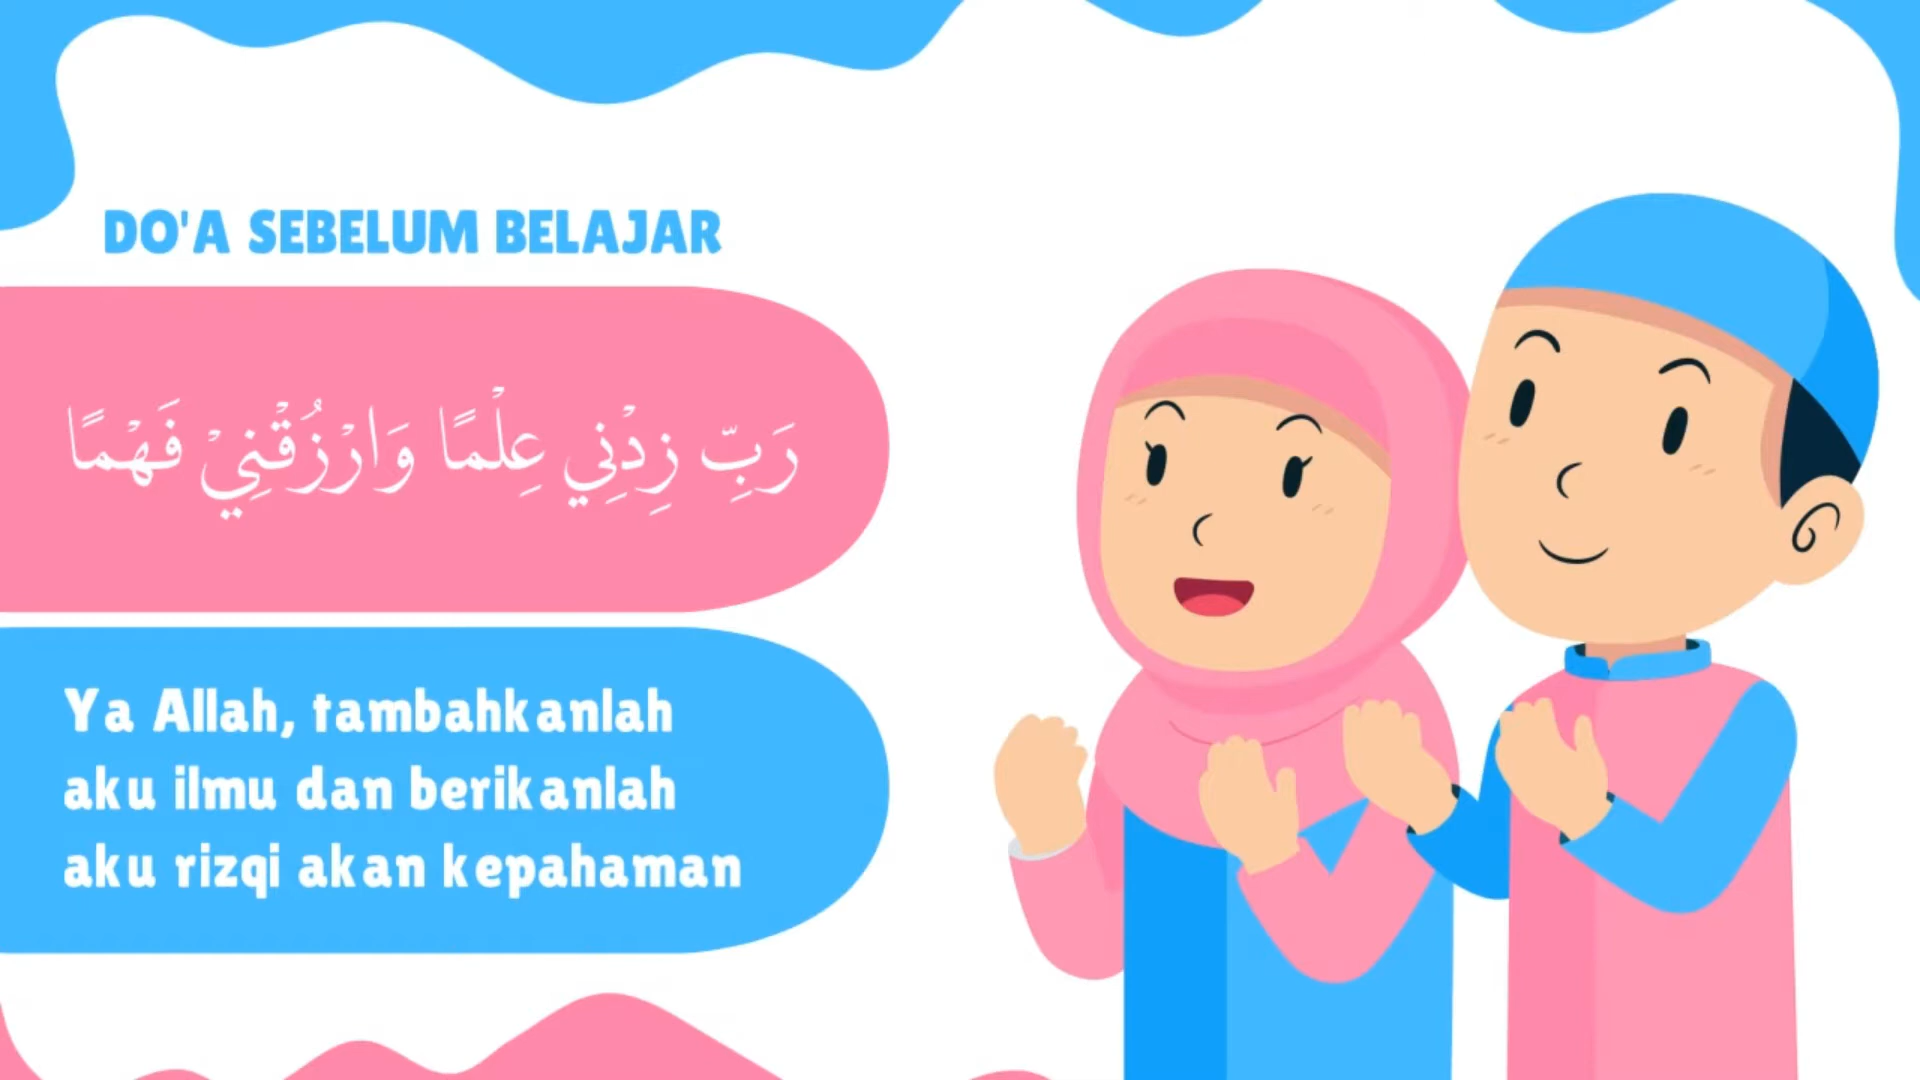 DO'A SEBELUM BELAJAR
رَبِّ زِدْنِي عِلْمًا وَارْزُقْنِيْ فَهْمًا
Ya Allah, tambahkanlah
aku ilmu dan berikanlah
aku rizqi akan kepahaman